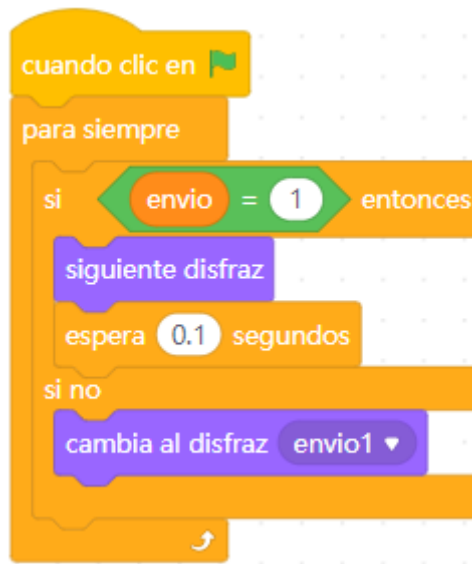 cuando clic en
para siempre
si envio = 1 entonces
siguiente disfraz
espera 0.1 segundos
si no
cambia al disfraz envio1